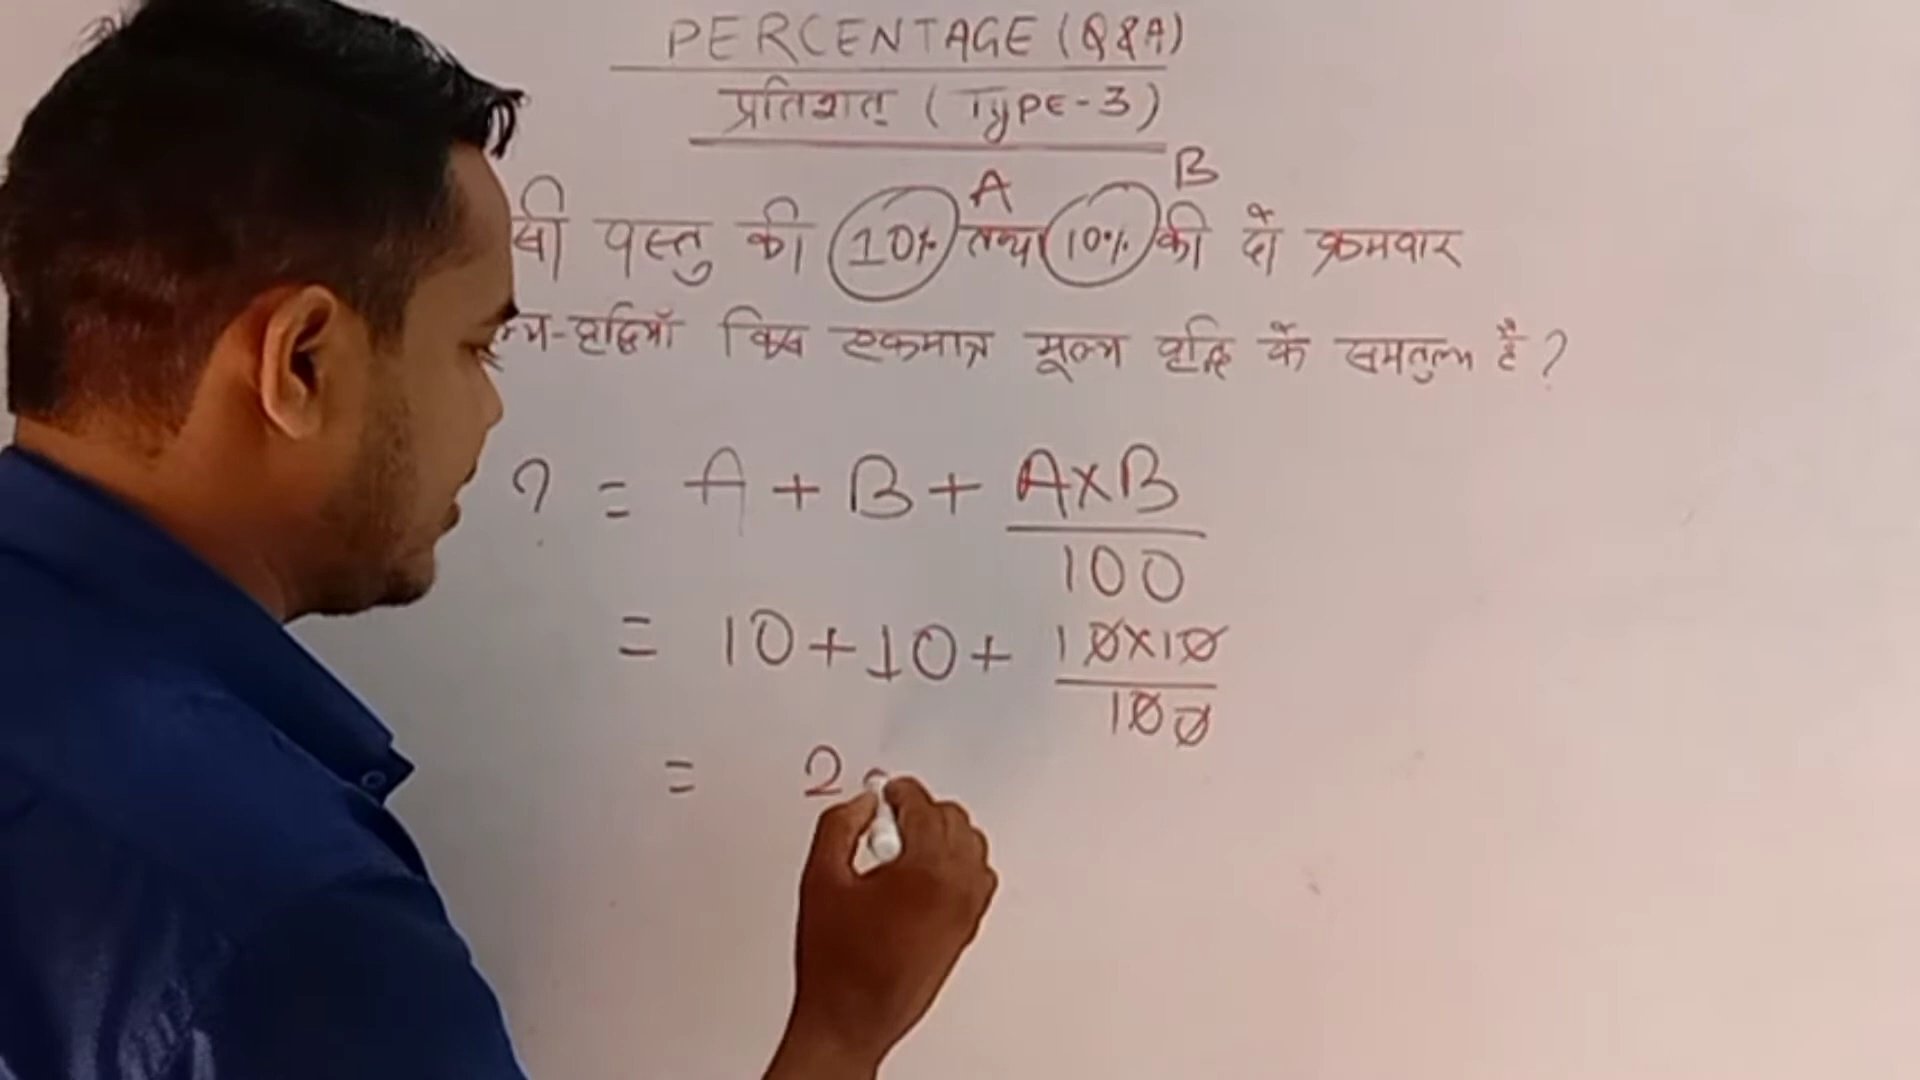 PERCENTAGE (Q&A)
प्रतिशत (TYPE-3)
A B
वस्तु की 10% तथा 10% की दो क्रमवार
वृद्धियाँ किस एकमात्र मूल्य वृद्धि के समतुल्य है ?
? = A + B + A×B
100
= 10 + 10 + 10×10
100
= 2